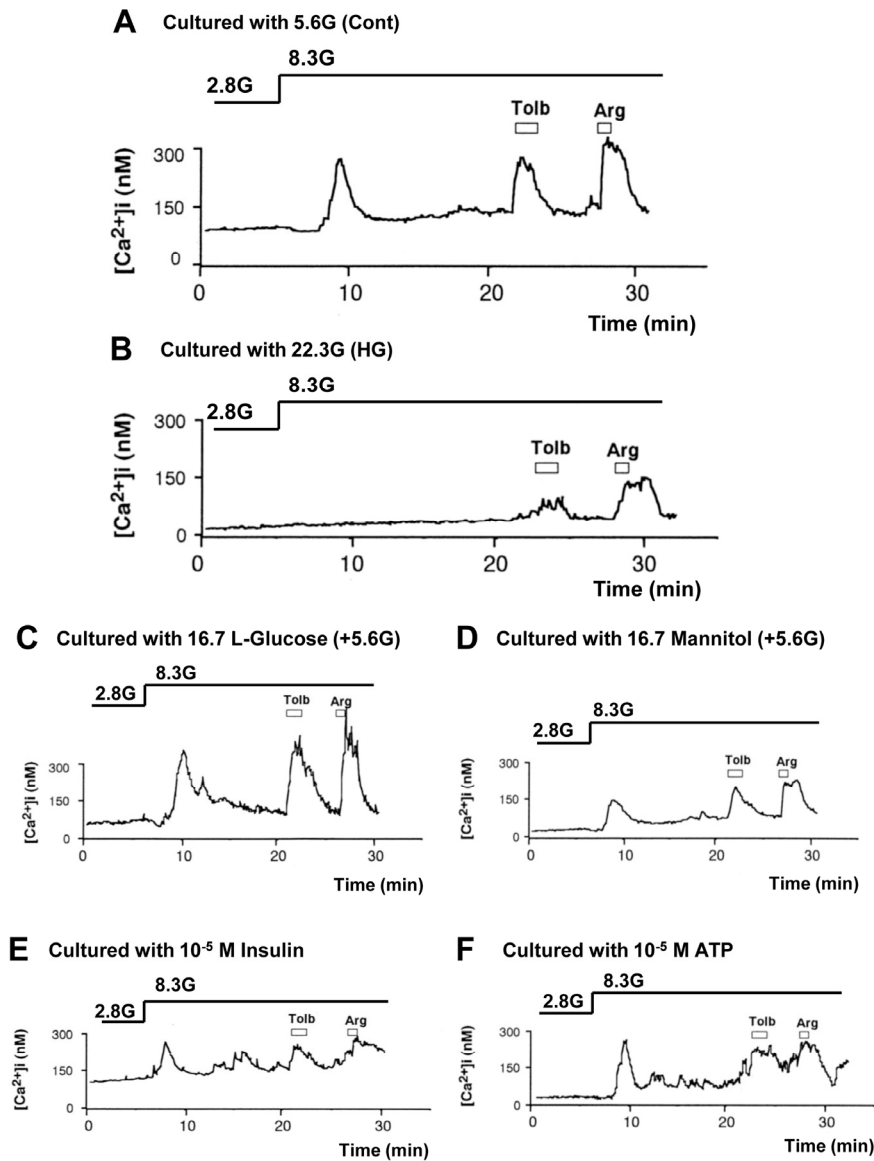 A Cultured with 5.6G (Cont)
8.3G
2.8G
Tolb Arg
[Ca2+]i (nM)
300
150
0
0 10 20 30
Time (min)
B Cultured with 22.3G (HG)
8.3G
2.8G
Tolb Arg
[Ca2+]i (nM)
300
150
0
0 10 20 30
Time (min)
C Cultured with 16.7 L-Glucose (+5.6G)
8.3G
2.8G
Tolb Arg
[Ca2+]i (nM)
300
150
0
0 10 20 30
Time (min)
D Cultured with 16.7 Mannitol (+5.6G)
8.3G
2.8G
Tolb Arg
[Ca2+]i (nM)
300
150
0
0 10 20 30
Time (min)
E Cultured with 10-5 M Insulin
8.3G
2.8G
Tolb Arg
[Ca2+]i (nM)
300
150
0
0 10 20 30
Time (min)
F Cultured with 10-5 M ATP
8.3G
2.8G
Tolb Arg
[Ca2+]i (nM)
300
150
0
0 10 20 30
Time (min)